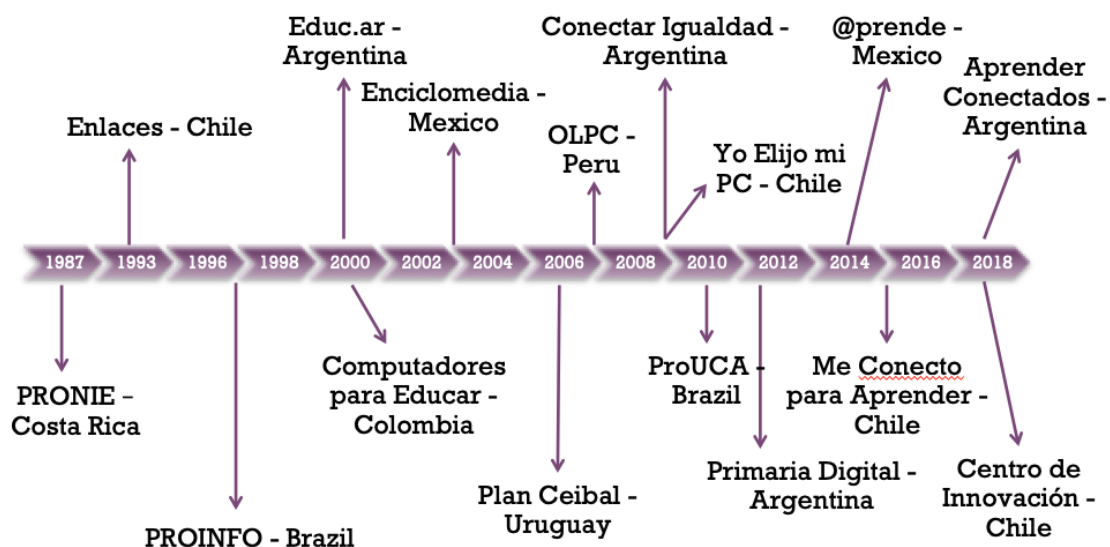 Educ.ar -
Argentina
Conectar Igualdad -
Argentina
@prende -
Mexico
Aprender
Conectados -
Argentina
Enciclomedia -
Mexico
Enlaces - Chile
OLPC -
Peru
Yo Elijo mi
PC - Chile
1987 1993 1996 1998 2000 2002 2004 2006 2008 2010 2012 2014 2016 2018
PRONIE –
Costa Rica
Computadores
para Educar -
Colombia
ProUCA -
Brazil
Me Conecto
para Aprender -
Chile
PROINFO - Brazil
Plan Ceibal -
Uruguay
Primaria Digital -
Argentina
Centro de
Innovación -
Chile